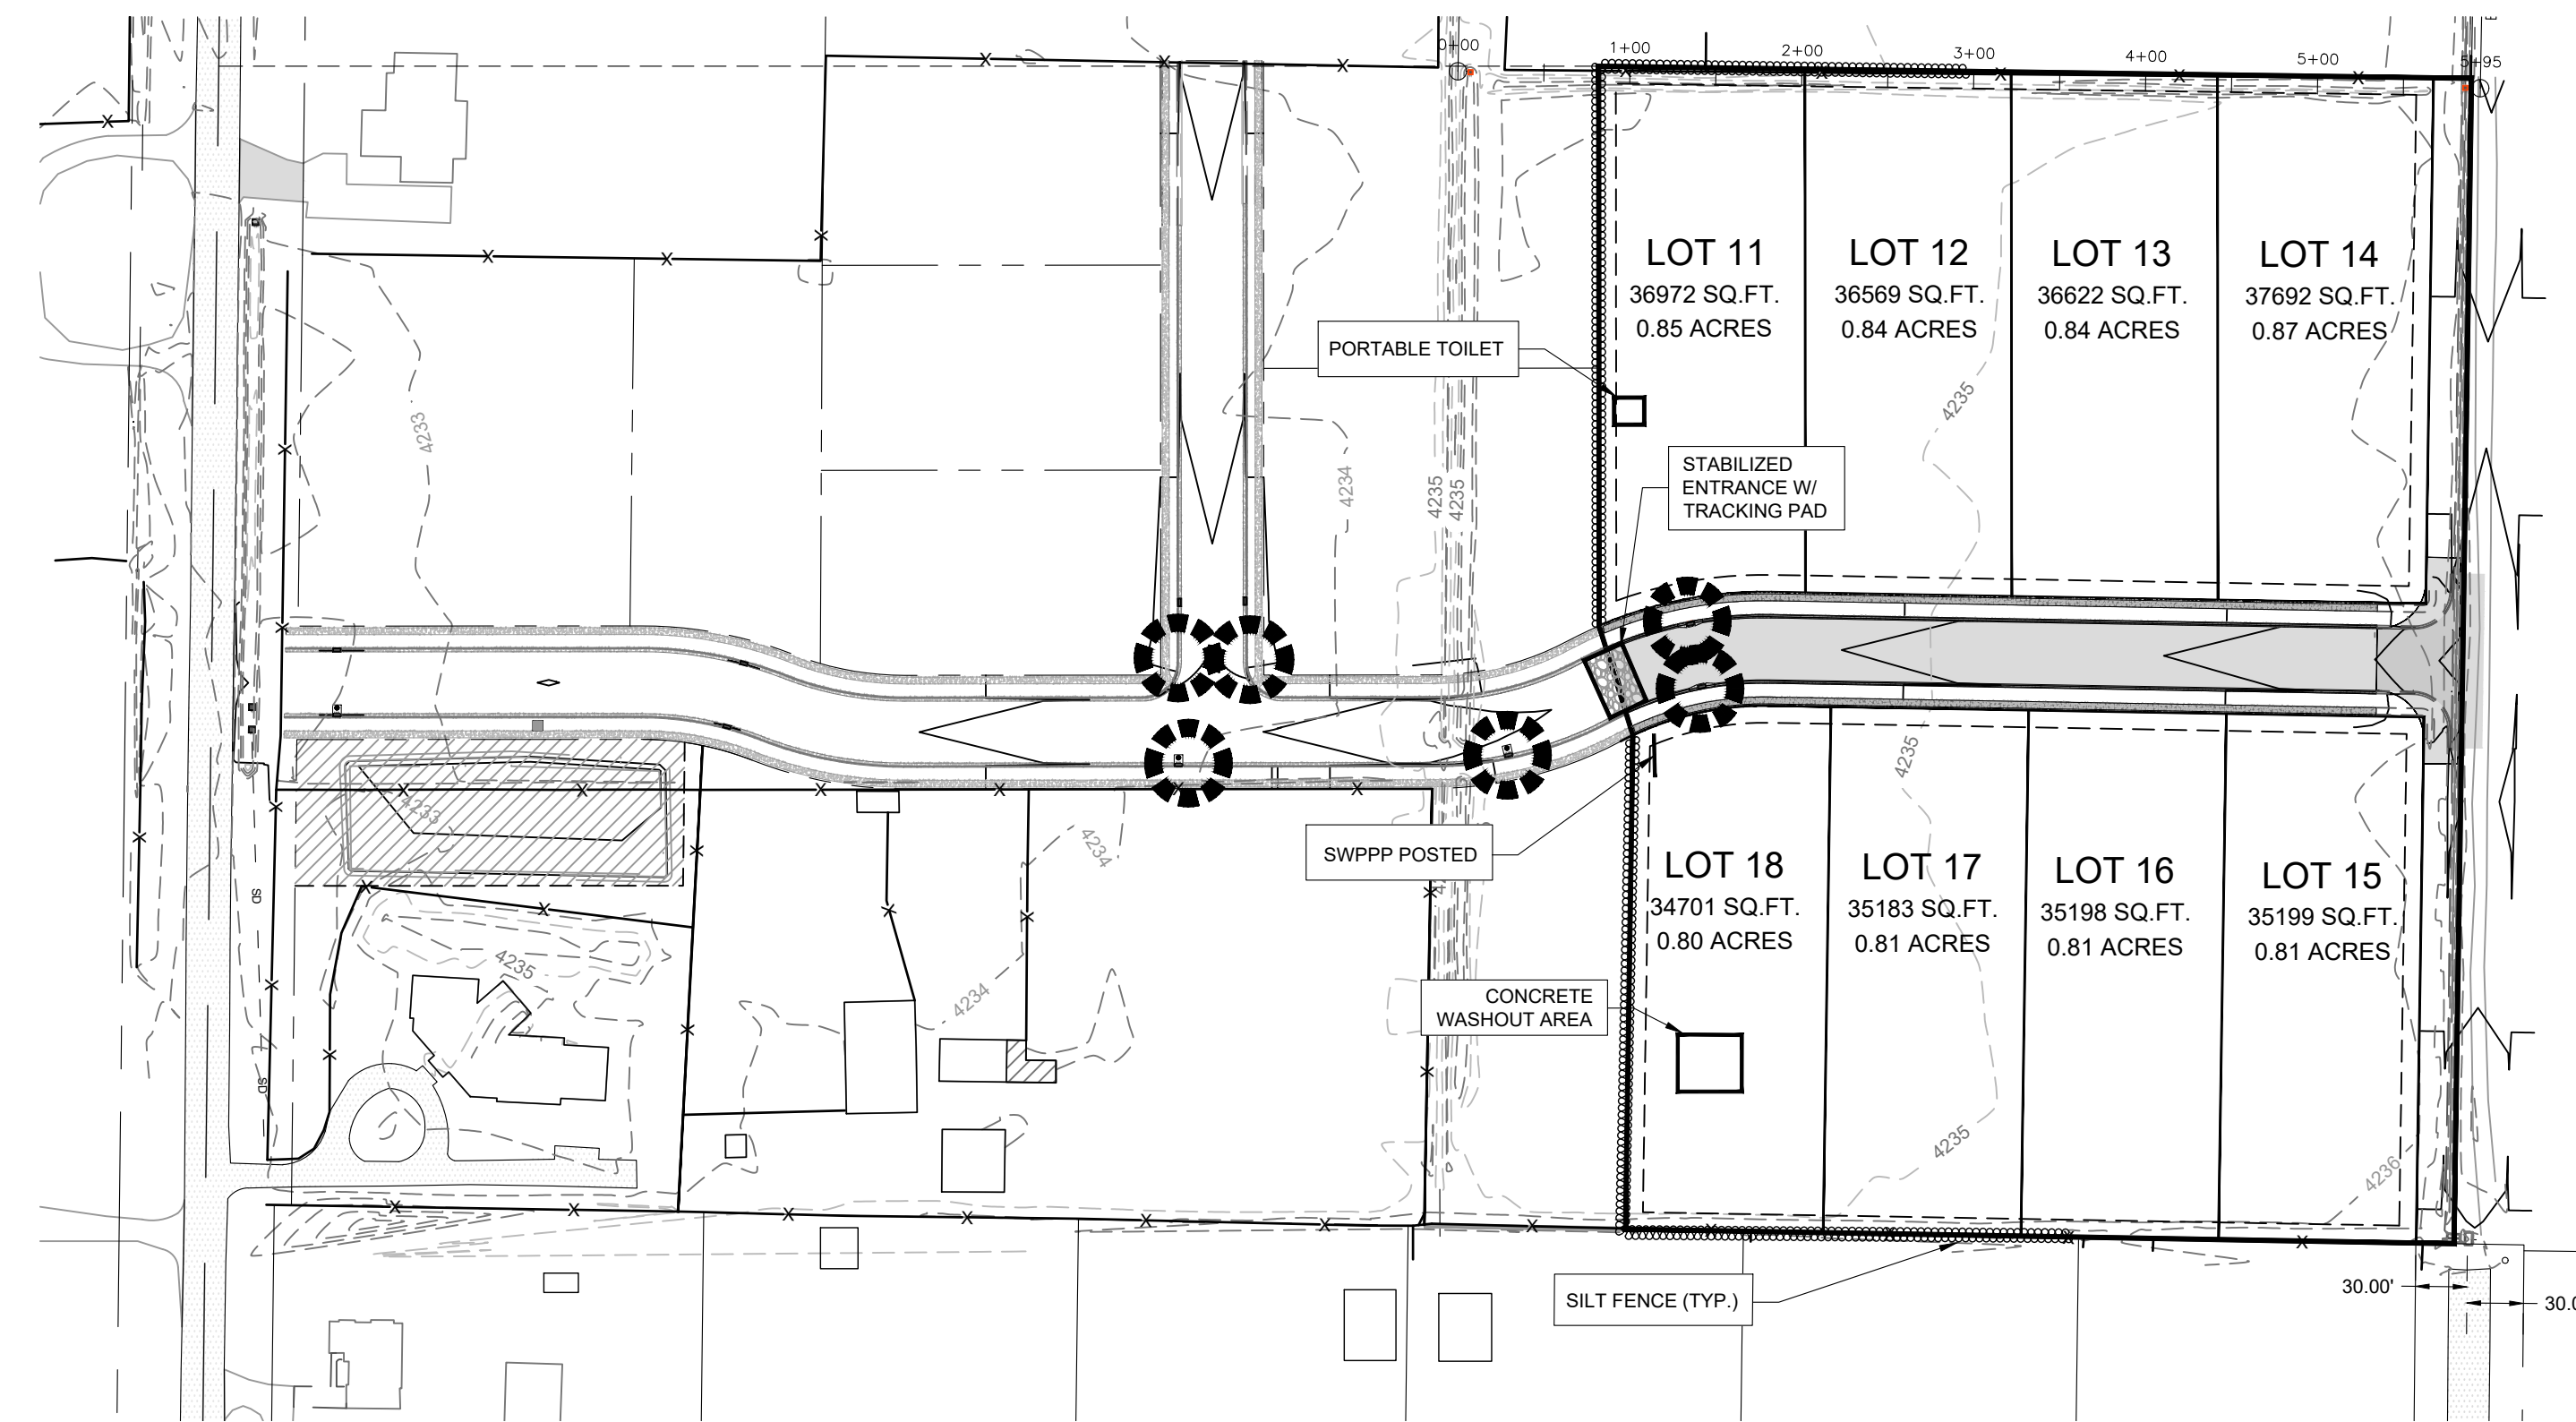 0+00
1+00
2+00
3+00
4+00
5+00
5+95
LOT 11
36972 SQ.FT.
0.85 ACRES
LOT 12
36569 SQ.FT.
0.84 ACRES
LOT 13
36622 SQ.FT.
0.84 ACRES
LOT 14
37692 SQ.FT.
0.87 ACRES
PORTABLE TOILET
4233
4234
4235
4235
4235
STABILIZED
ENTRANCE W/
TRACKING PAD
4235
4233
4234
SWPPP POSTED
LOT 18
34701 SQ.FT.
0.80 ACRES
LOT 17
35183 SQ.FT.
0.81 ACRES
LOT 16
35198 SQ.FT.
0.81 ACRES
LOT 15
35199 SQ.FT.
0.81 ACRES
SD
4235
4234
CONCRETE
WASHOUT AREA
SD
4235
4236
SILT FENCE (TYP.)
30.00'